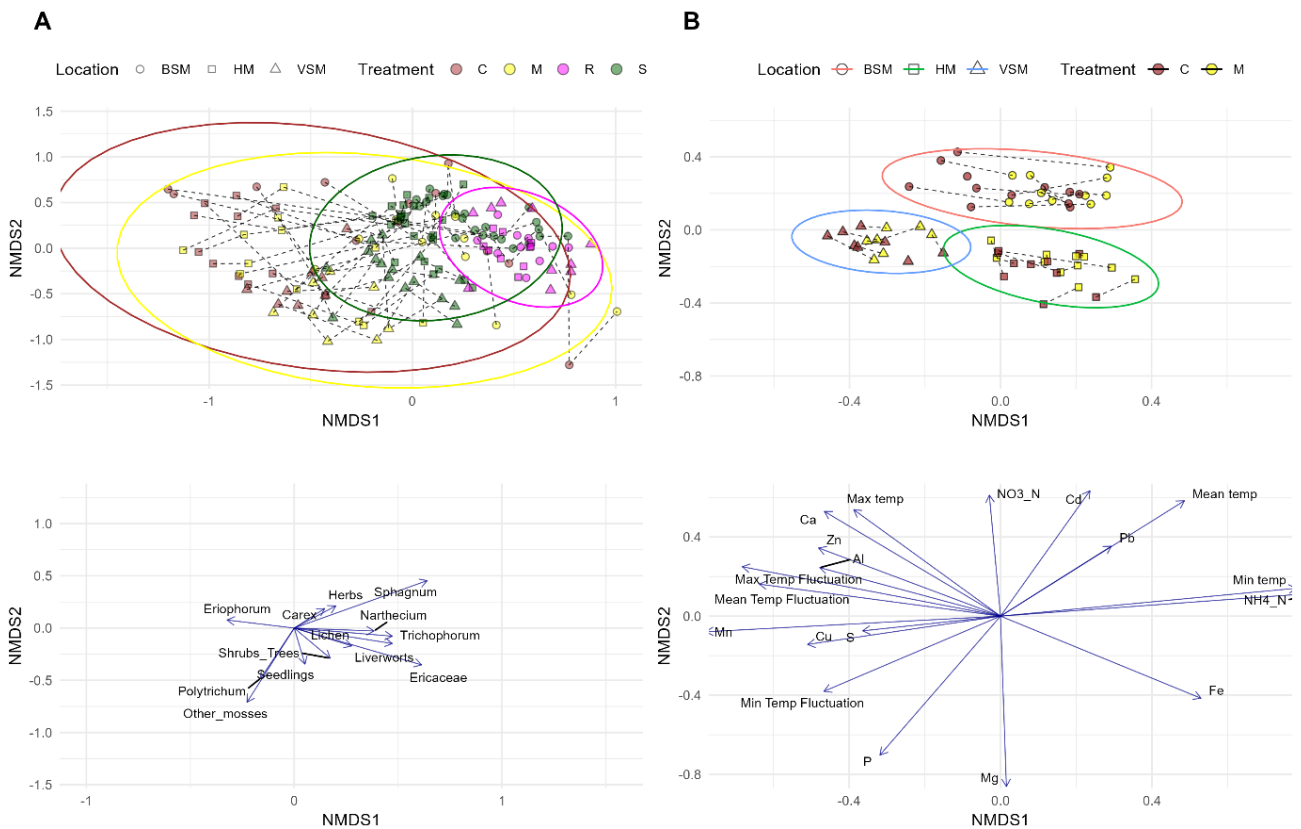 A
B
Location BSM HM VSM Treatment C M R S
Location BSM HM VSM Treatment C M
1.5
1.0
0.5
0.0
-0.5
-1.0
-1.5
NMDS2
-1 0 1
NMDS1
0.4
0.0
-0.4
-0.8
NMDS2
-0.4 0.0 0.4
NMDS1
1.0
0.5
0.0
-0.5
-1.0
-1.5
NMDS2
Herbs
Sphagnum
Eriophorum
Carex
Narthecium
Lichen
Trichophorum
Shrubs_Trees
Liverworts
Seedlings
Ericaceae
Polytrichum
Other_mosses
-1 0 1
NMDS1
0.4
0.0
-0.4
-0.8
NMDS2
Max temp
NO3_N
Cd
Mean temp
Ca
Zn
Pb
Al
Max Temp Fluctuation
Min temp
Mean Temp Fluctuation
NH4_N
Mn
Cu
S
Min Temp Fluctuation
Fe
P
Mg
-0.4 0.0 0.4
NMDS1